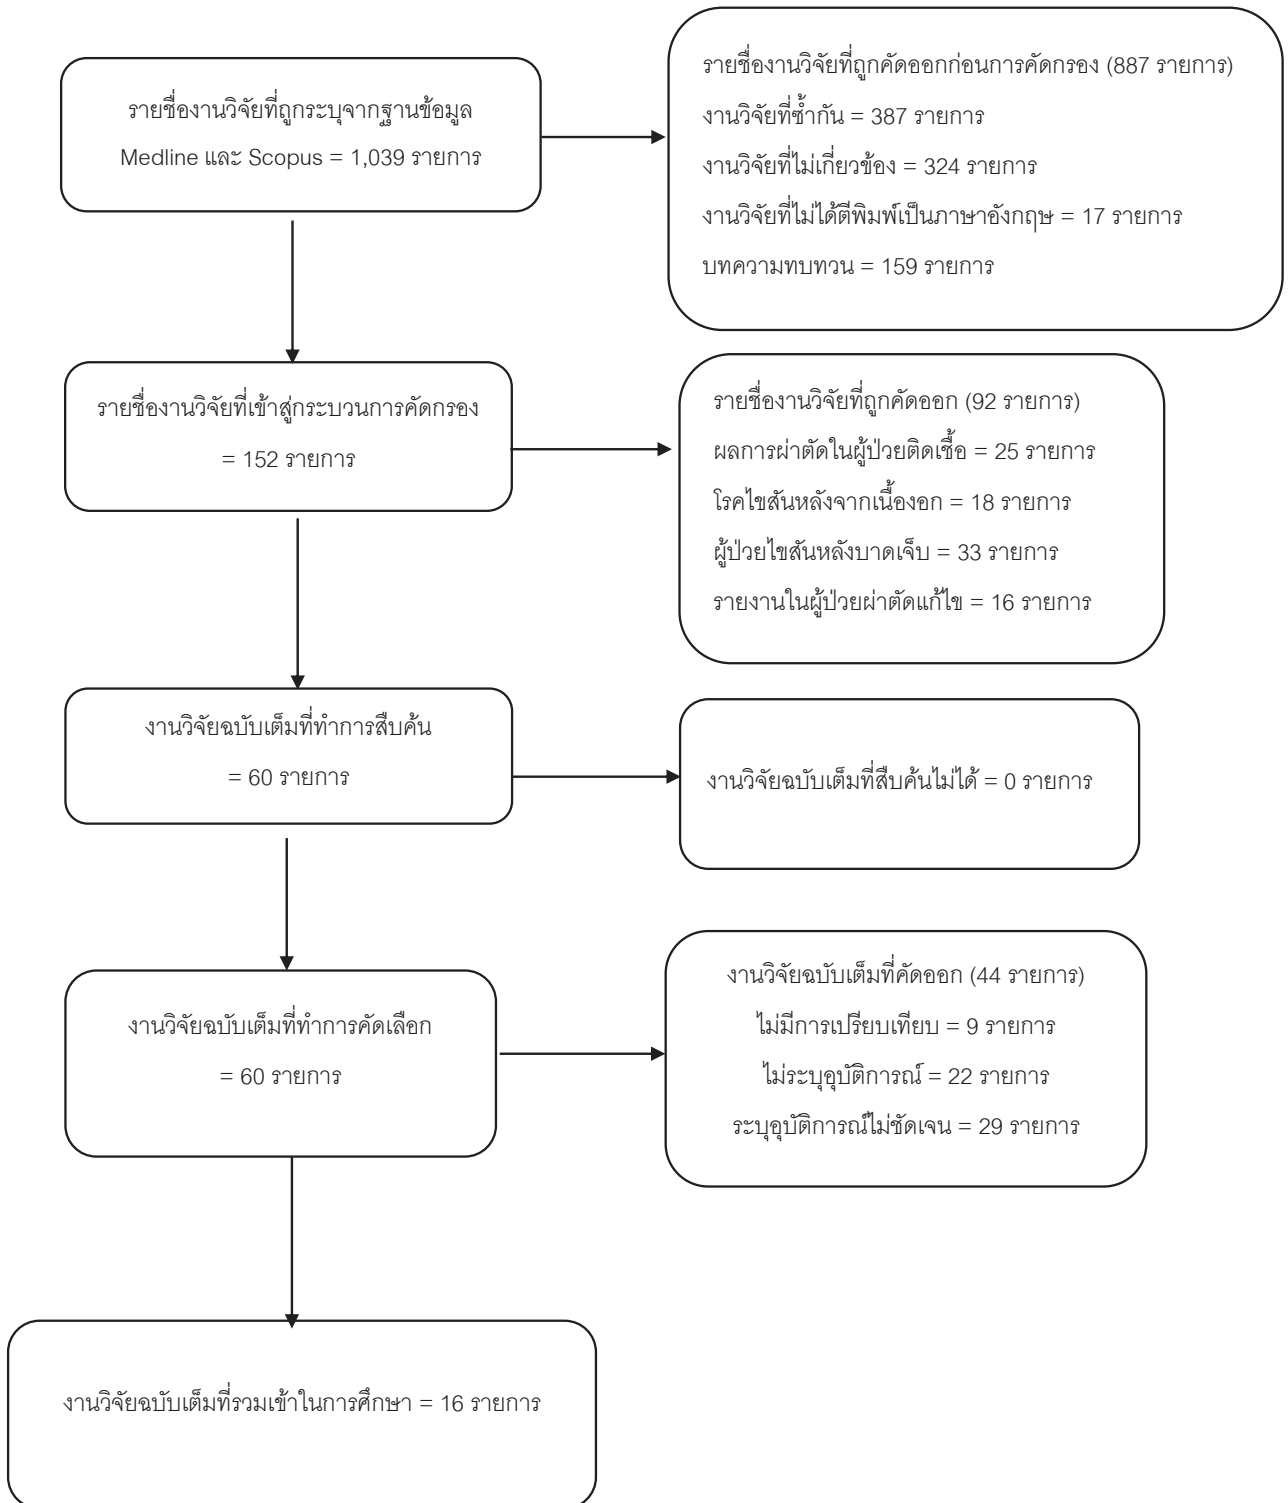 รายชื่องานวิจัยที่ถูกระบุจากฐานข้อมูล
Medline และ Scopus = 1,039 รายการ
รายชื่องานวิจัยที่ถูกคัดออกก่อนการคัดกรอง (887 รายการ)
งานวิจัยที่ซ้ำกัน = 387 รายการ
งานวิจัยที่ไม่เกี่ยวข้อง = 324 รายการ
งานวิจัยที่ไม่ได้ตีพิมพ์เป็นภาษาอังกฤษ = 17 รายการ
บทความทบทวน = 159 รายการ
รายชื่องานวิจัยที่เข้าสู่กระบวนการคัดกรอง
= 152 รายการ
รายชื่องานวิจัยที่ถูกคัดออก (92 รายการ)
ผลการผ่าตัดในผู้ป่วยติดเชื้อ = 25 รายการ
โรคไขสันหลังจากเนื้องอก = 18 รายการ
ผู้ป่วยไขสันหลังบาดเจ็บ = 33 รายการ
รายงานในผู้ป่วยผ่าตัดแก้ไข = 16 รายการ
งานวิจัยฉบับเต็มที่ทำการสืบค้น
= 60 รายการ
งานวิจัยฉบับเต็มที่สืบค้นไม่ได้ = 0 รายการ
งานวิจัยฉบับเต็มที่ทำการคัดเลือก
= 60 รายการ
งานวิจัยฉบับเต็มที่คัดออก (44 รายการ)
ไม่มีการเปรียบเทียบ = 9 รายการ
ไม่ระบุอุบัติการณ์ = 22 รายการ
ระบุอุบัติการณ์ไม่ชัดเจน = 29 รายการ
งานวิจัยฉบับเต็มที่รวมเข้าในการศึกษา = 16 รายการ